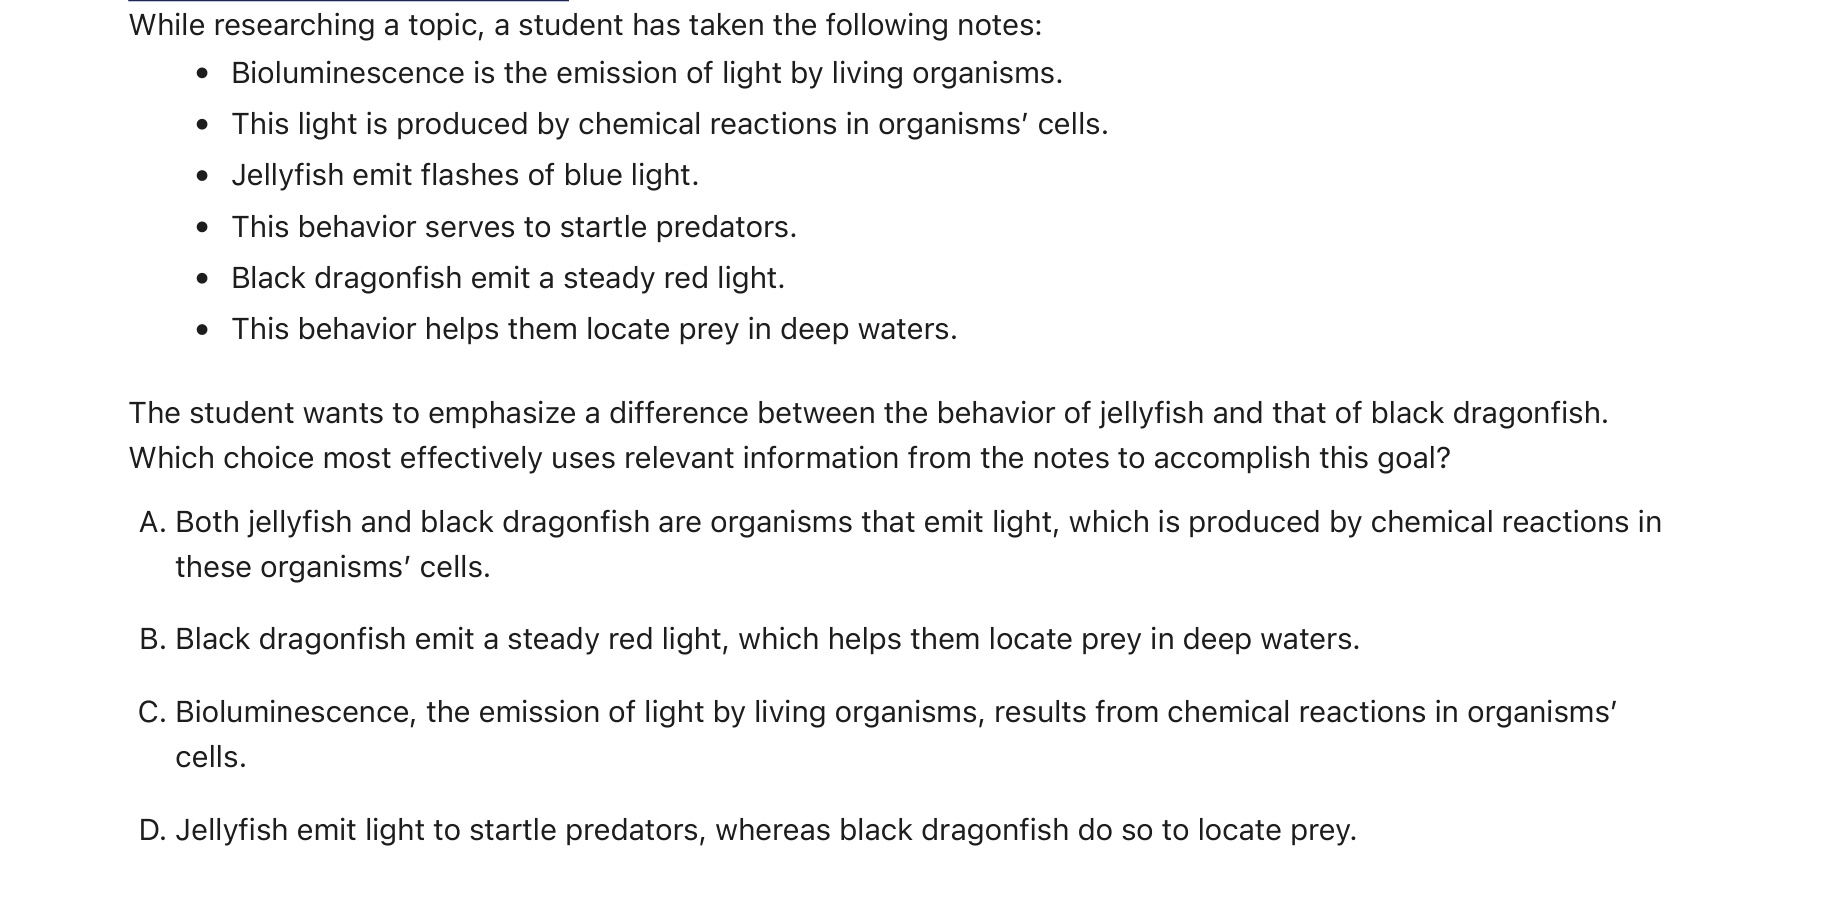 While researching a topic, a student has taken the following notes:
• Bioluminescence is the emission of light by living organisms.
• This light is produced by chemical reactions in organisms’ cells.
• Jellyfish emit flashes of blue light.
• This behavior serves to startle predators.
• Black dragonfish emit a steady red light.
• This behavior helps them locate prey in deep waters.
The student wants to emphasize a difference between the behavior of jellyfish and that of black dragonfish.
Which choice most effectively uses relevant information from the notes to accomplish this goal?
A. Both jellyfish and black dragonfish are organisms that emit light, which is produced by chemical reactions in
these organisms’ cells.
B. Black dragonfish emit a steady red light, which helps them locate prey in deep waters.
C. Bioluminescence, the emission of light by living organisms, results from chemical reactions in organisms’
cells.
D. Jellyfish emit light to startle predators, whereas black dragonfish do so to locate prey.